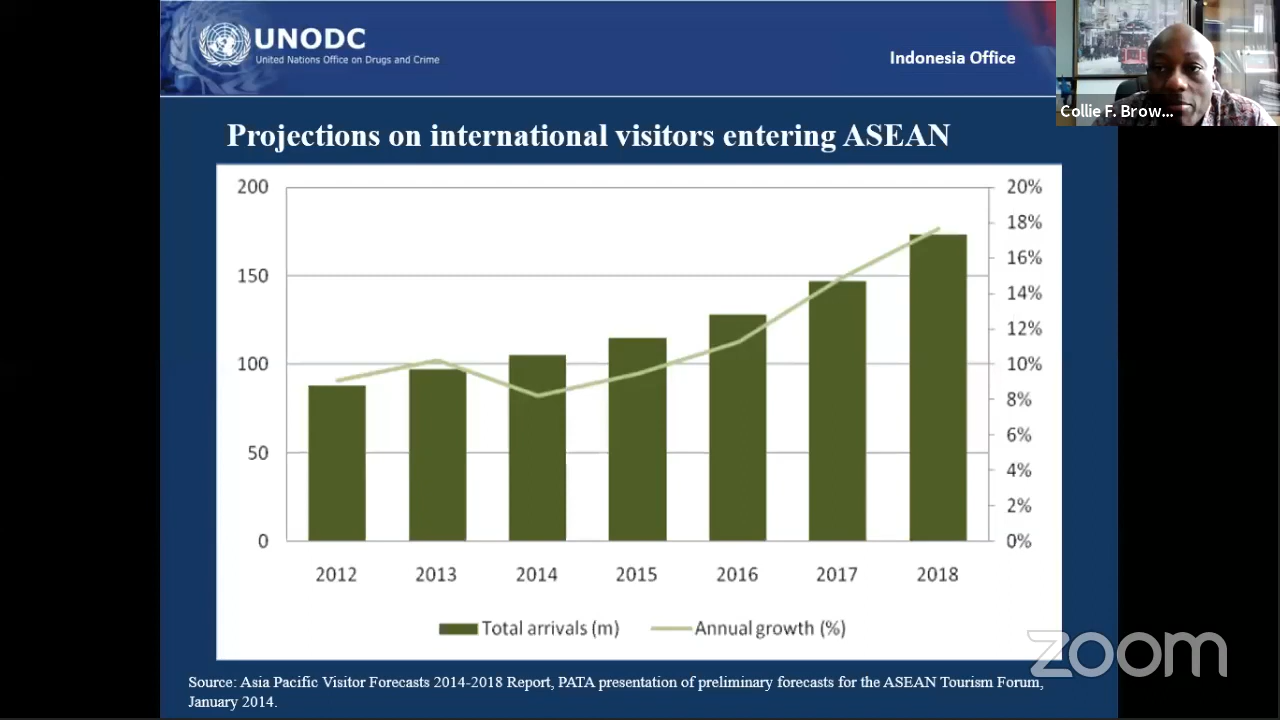 UNODC
United Nations Office on Drugs and Crime
Indonesia Office
Collie F. Brow...
Projections on international visitors entering ASEAN
200
150
100
50
0
20%
18%
16%
14%
12%
10%
8%
6%
4%
2%
0%
2012 2013 2014 2015 2016 2017 2018
Total arrivals (m) Annual growth (%)
zoom
Source: Asia Pacific Visitor Forecasts 2014-2018 Report, PATA presentation of preliminary forecasts for the ASEAN Tourism Forum,
January 2014.